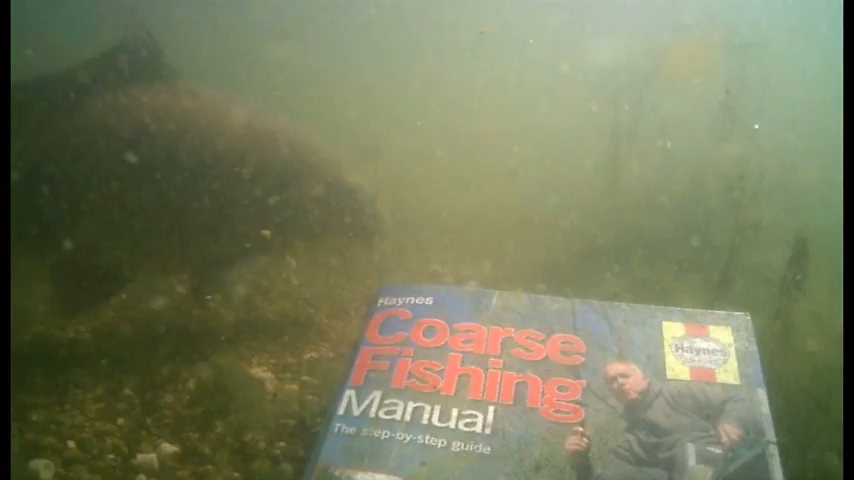 Haynes
Coarse
Fishing
Manual
The step-by-step guide
Haynes